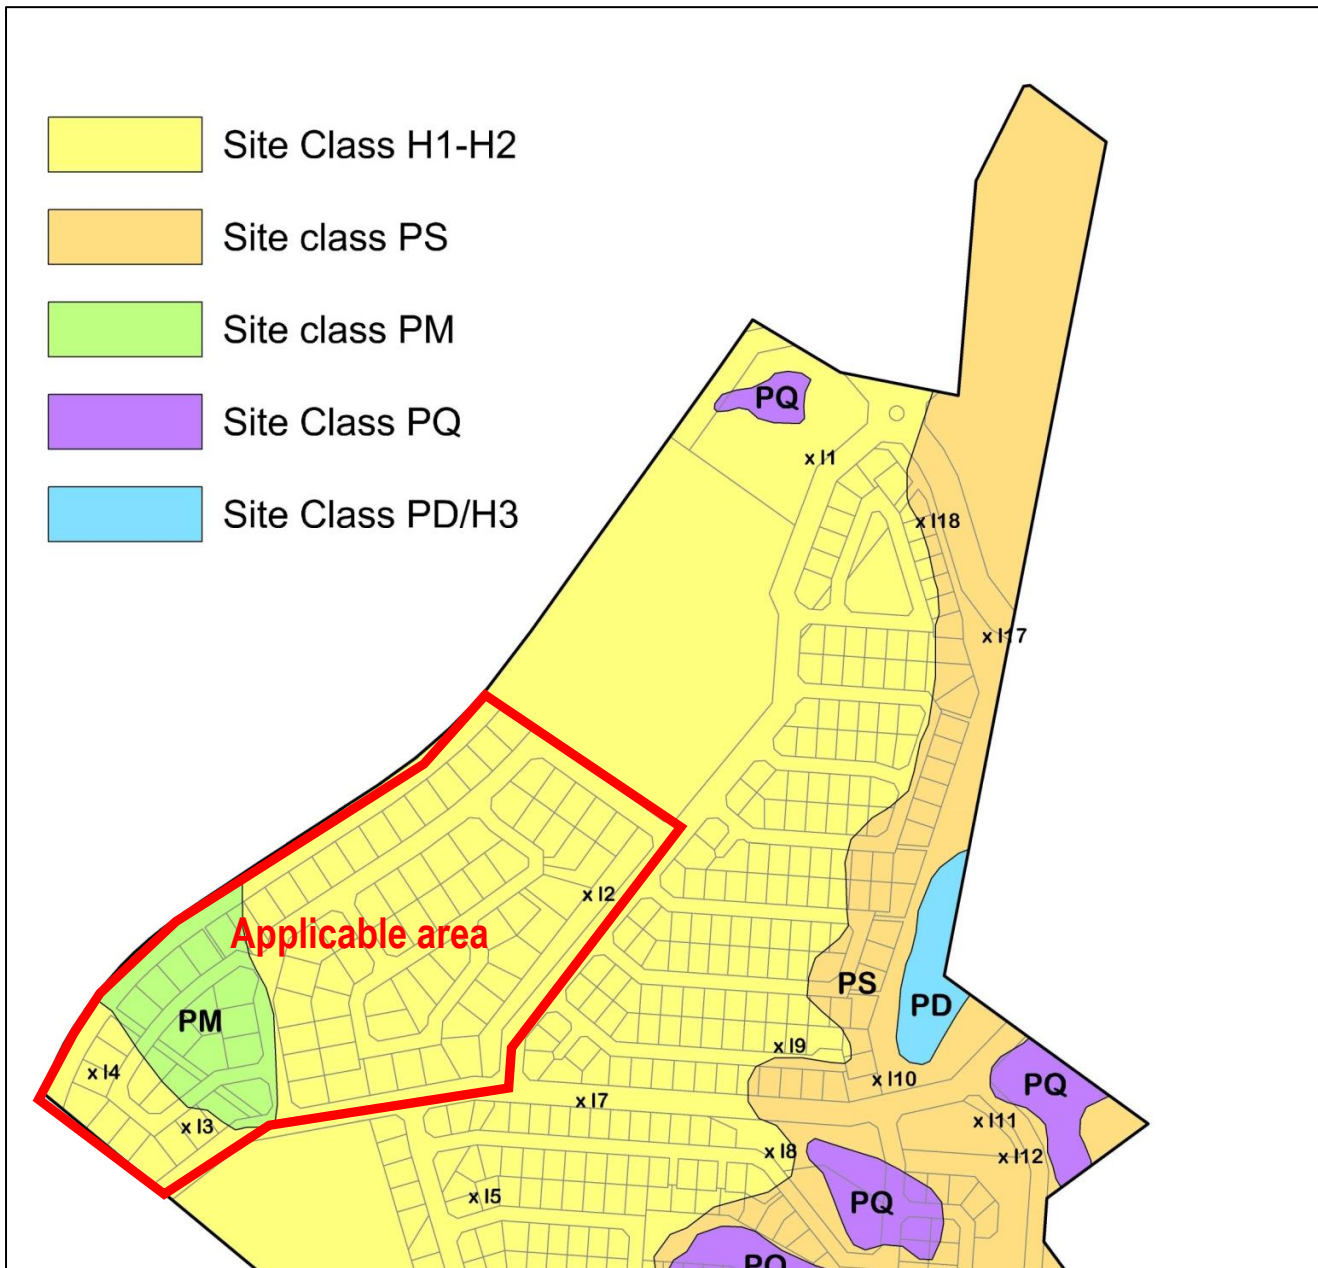 Site Class H1-H2
Site class PS
Site class PM
Site Class PQ
Site Class PD/H3
PQ
x I1
x I18
x I17
x I2
Applicable area
PS
PD
PM
x I9
x I4
x I10
PQ
x I7
x I11
x I3
x I8
x I12
x I5
PQ
PQ